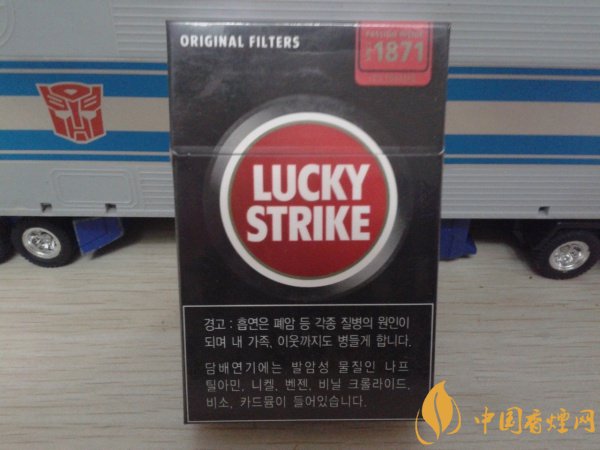 ORIGINAL FILTERS
1871
LUCKY
STRIKE
경고 : 흡연은 폐암 등 각종 질병의 원인이
되며 내 가족, 이웃까지도 병들게 합니다.
담배연기에는 발암성 물질인 나프
틸아민, 니켈, 벤젠, 비닐 크롤라이드,
비소, 카드뮴이 들어있습니다.
中国香烟网